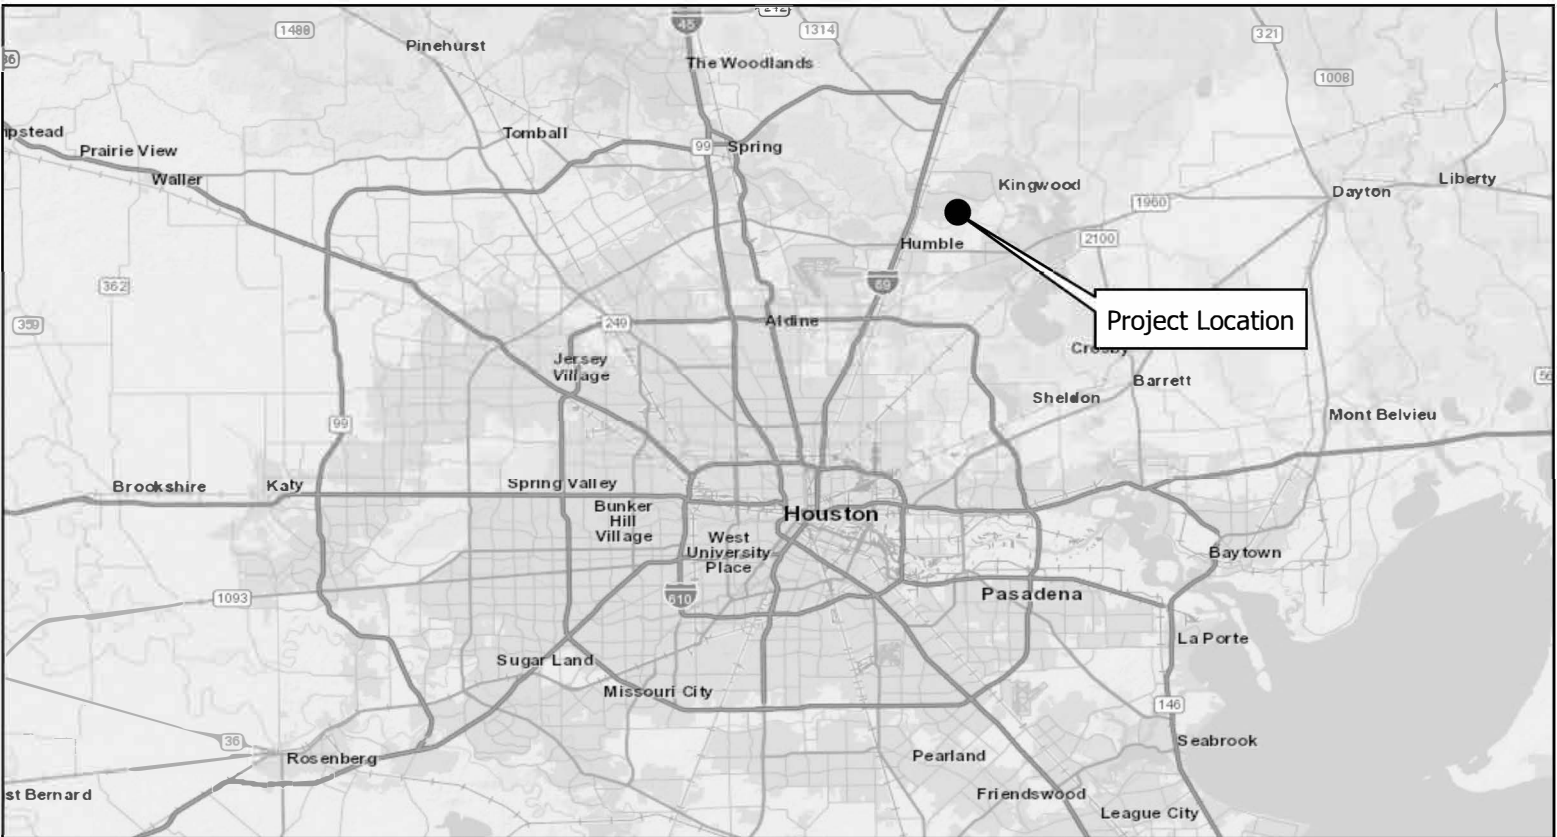 45
1488
1314
321
Pinehurst
The Woodlands
1008
mpstead
Tomball
Prairie View
99
Spring
Waller
Kingwood
Liberty
Dayton
1960
2100
Humble
69
362
Project Location
359
249
Aldine
Jersey
Village
Crosby
Barrett
Sheldon
Mont Belvieu
99
Brookshire
Katy
Spring Valley
Bunker
Hill
Village
Houston
West
University
Place
Baytown
1093
610
Pasadena
La Porte
Sugar Land
Missouri City
146
36
Seabrook
Rosenberg
Pearland
st Bernard
Friendswood
League City